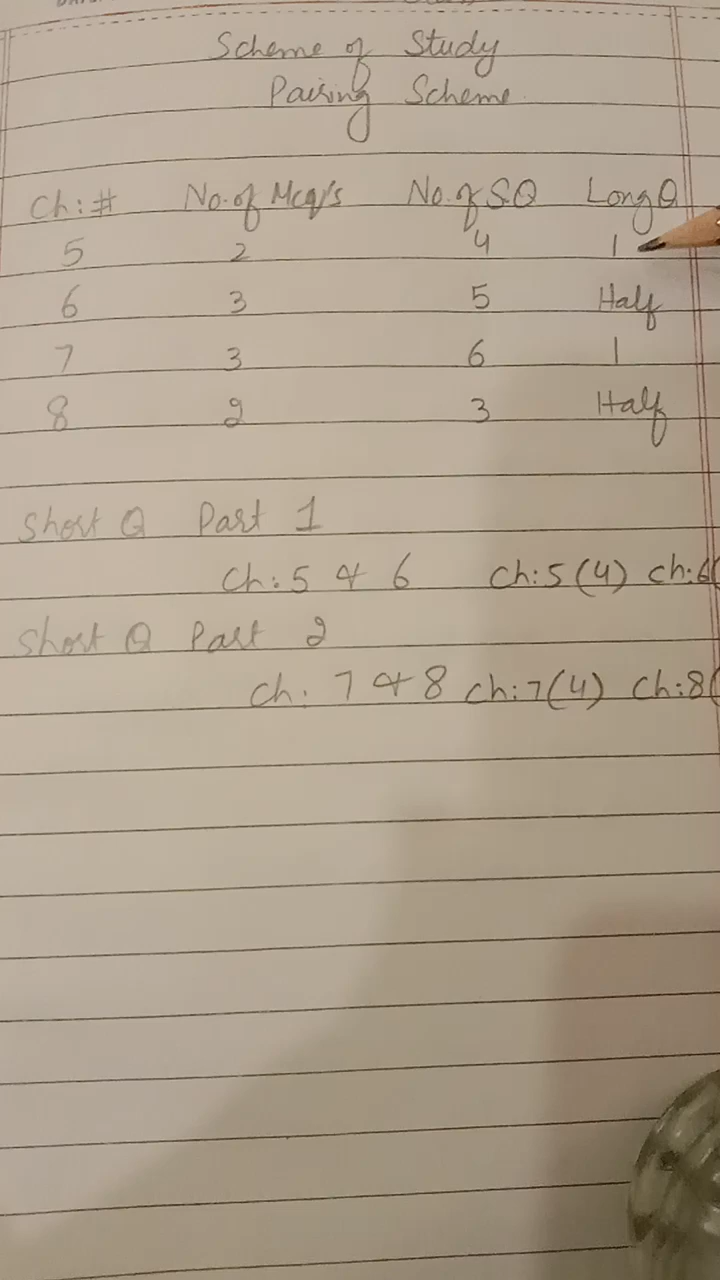 Scheme of Study
Pairing Scheme
Ch:# No. of Mcq's No. of SQ Long Q
5 2 4 1
6 3 5 Half
7 3 6 1
8 2 3 Half
Short Q Part 1
Ch: 5 & 6 Ch:5(4) Ch:6(
Short Q Part 2
Ch: 7 & 8 Ch:7(4) Ch:8(